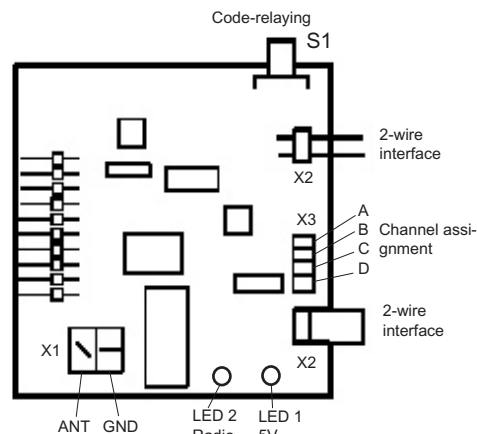 Code-relaying
S1
2-wire
interface
X2
X3
A
B Channel assi-
C gnment
D
2-wire
interface
X1
X2
ANT GND
LED 2 LED 1
Radio 5V